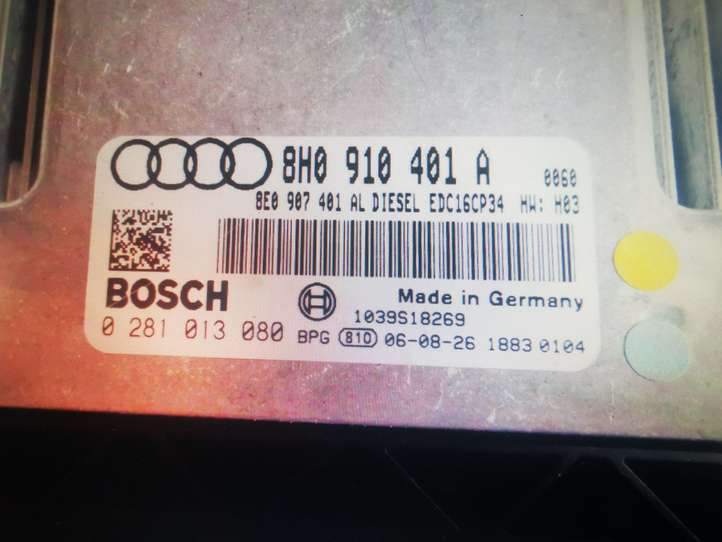 8H0 910 401 A 0060
8E0 907 401 AL DIESEL EDC16CP34 HW: H03
BOSCH Made in Germany
1039S18269
0 281 013 080 BPG 810 06-08-26 1883 0104